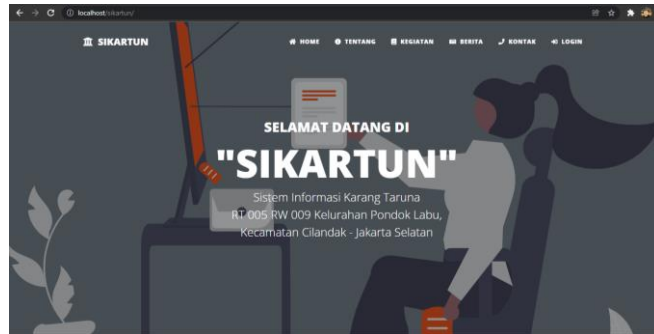 localhost/sikartun/
SIKARTUN
HOME TENTANG KEGIATAN BERITA KONTAK LOGIN
SELAMAT DATANG DI
"SIKARTUN"
Sistem Informasi Karang Taruna
RT 005 RW 009 Kelurahan Pondok Labu,
Kecamatan Cilandak - Jakarta Selatan